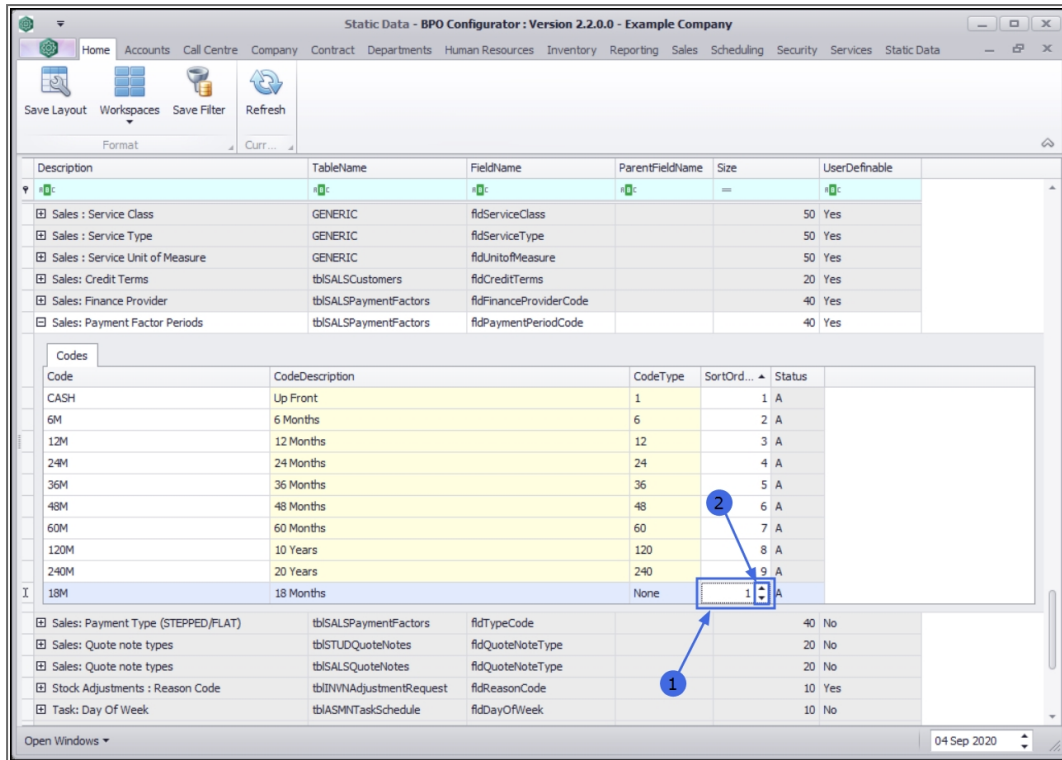 Static Data - BPO Configurator : Version 2.2.0.0 - Example Company
Home Accounts Call Centre Company Contract Departments Human Resources Inventory Reporting Sales Scheduling Security Services Static Data
Save Layout Workspaces Save Filter Refresh
Format Curr...
Description TableName FieldName ParentFieldName Size UserDefinable
Sales : Service Class GENERIC fldServiceClass 50 Yes
Sales : Service Type GENERIC fldServiceType 50 Yes
Sales : Service Unit of Measure GENERIC fldUnitofMeasure 50 Yes
Sales: Credit Terms tblSALSCustomers fldCreditTerms 20 Yes
Sales: Finance Provider tblSALSPaymentFactors fldFinanceProviderCode 40 Yes
Sales: Payment Factor Periods tblSALSPaymentFactors fldPaymentPeriodCode 40 Yes
Codes
Code CodeDescription CodeType SortOrd... Status
CASH Up Front 1 1 A
6M 6 Months 6 2 A
12M 12 Months 12 3 A
24M 24 Months 24 4 A
36M 36 Months 36 5 A
48M 48 Months 48 6 A
60M 60 Months 60 7 A
120M 10 Years 120 8 A
240M 20 Years 240 9 A
18M 18 Months None 1 A
2
1
Sales: Payment Type (STEPPED/FLAT) tblSALSPaymentFactors fldTypeCode 40 No
Sales: Quote note types tblSTUDQuoteNotes fldQuoteNoteType 20 No
Sales: Quote note types tblSALSQuoteNotes fldQuoteNoteType 20 No
Stock Adjustments : Reason Code tblINVNAdjustmentRequest fldReasonCode 10 Yes
Task: Day Of Week tblASMNTaskSchedule fldDayOfWeek 10 No
Open Windows 04 Sep 2020